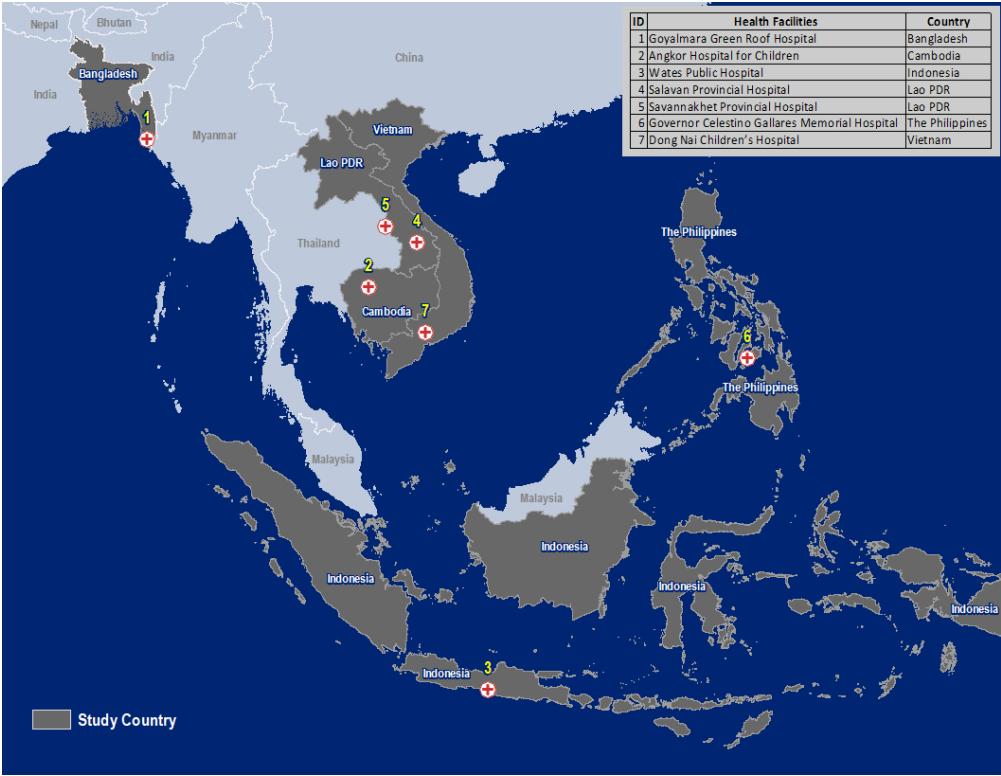 Nepal
Bhutan
India
China
Bangladesh
India
1
Myanmar
Vietnam
Lao PDR
5
4
Thailand
2
Cambodia
7
The Philippines
6
The Philippines
Malaysia
Malaysia
Indonesia
Indonesia
Indonesia
Indonesia
Indonesia
3
Study Country
ID Health Facilities Country
1 Goyalmara Green Roof Hospital Bangladesh
2 Angkor Hospital for Children Cambodia
3 Wates Public Hospital Indonesia
4 Salavan Provincial Hospital Lao PDR
5 Savannakhet Provincial Hospital Lao PDR
6 Governor Celestino Gallares Memorial Hospital The Philippines
7 Dong Nai Children's Hospital Vietnam